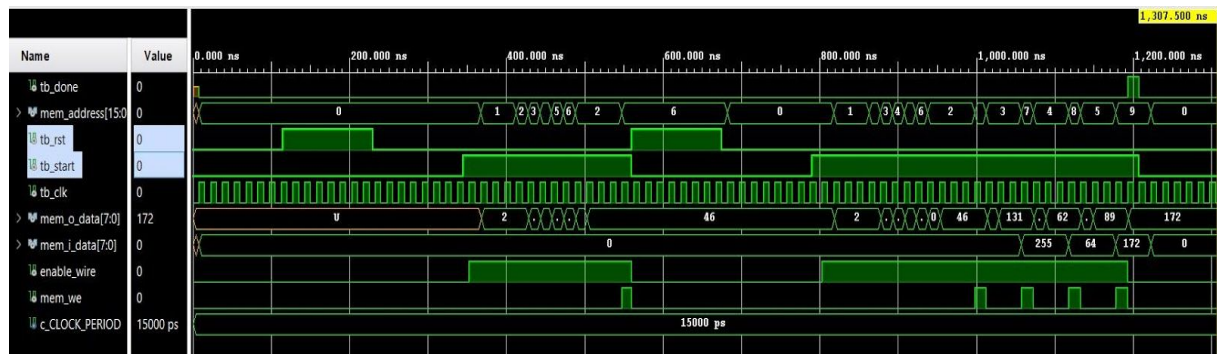 1,307.500 ns
Name Value 0.000 ns 200.000 ns 400.000 ns 600.000 ns 800.000 ns 1,000.000 ns 1,200.000 ns
tb_done 0
mem_address[15:0 0 0 1 2 3 5 6 2 6 0 1 3 4 6 2 3 7 4 8 5 9 0
tb_rst 0
tb_start 0
tb_clk 0
mem_o_data[7:0] 172 U 2 . . . 46 2 . . . 0 46 131 . 62 . 89 172
mem_i_data[7:0] 0 0 255 64 172 0
enable_wire 0
mem_we 0
c_CLOCK_PERIOD 15000 ps 15000 ps